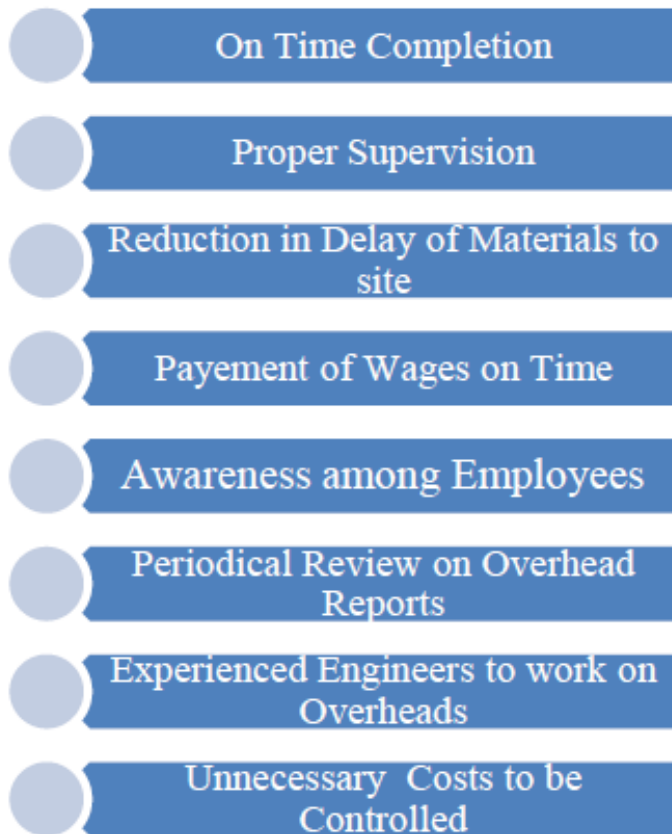 On Time Completion
Proper Supervision
Reduction in Delay of Materials to
site
Payement of Wages on Time
Awareness among Employees
Periodical Review on Overhead
Reports
Experienced Engineers to work on
Overheads
Unnecessary  Costs to be
Controlled